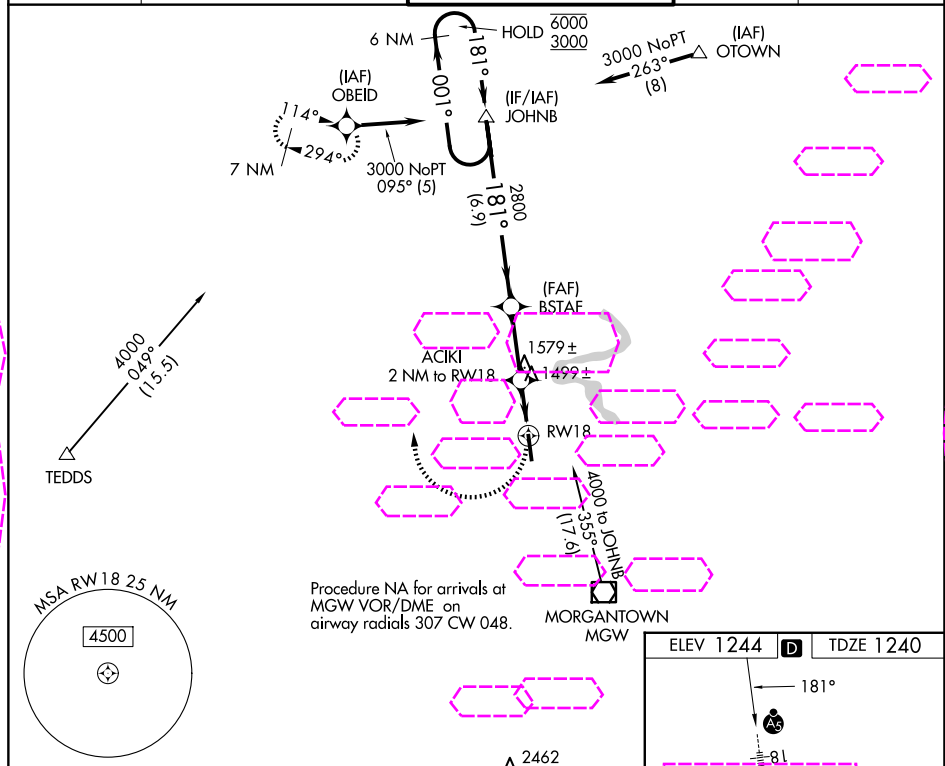 6 NM
HOLD
6000
3000
181°
001°
(IAF)
OBEID
114°
294°
7 NM
3000 NoPT
095° (5)
(IF/IAF)
JOHNB
3000 NoPT
263°
(8)
(IAF)
OTOWN
2800
181°
(6.9)
(FAF)
BSTAF
4000
049°
(15.5)
TEDDS
ACIKI
2 NM to RW18
1579 ±
1499 ±
RW18
4000 to JOHNB
355°
(17.6)
MORGANTOWN
MGW
Procedure NA for arrivals at
MGW VOR/DME on
airway radials 307 CW 048.
MSA RW18 25 NM
4500
ELEV 1244
D
TDZE 1240
181°
A5
18
2462